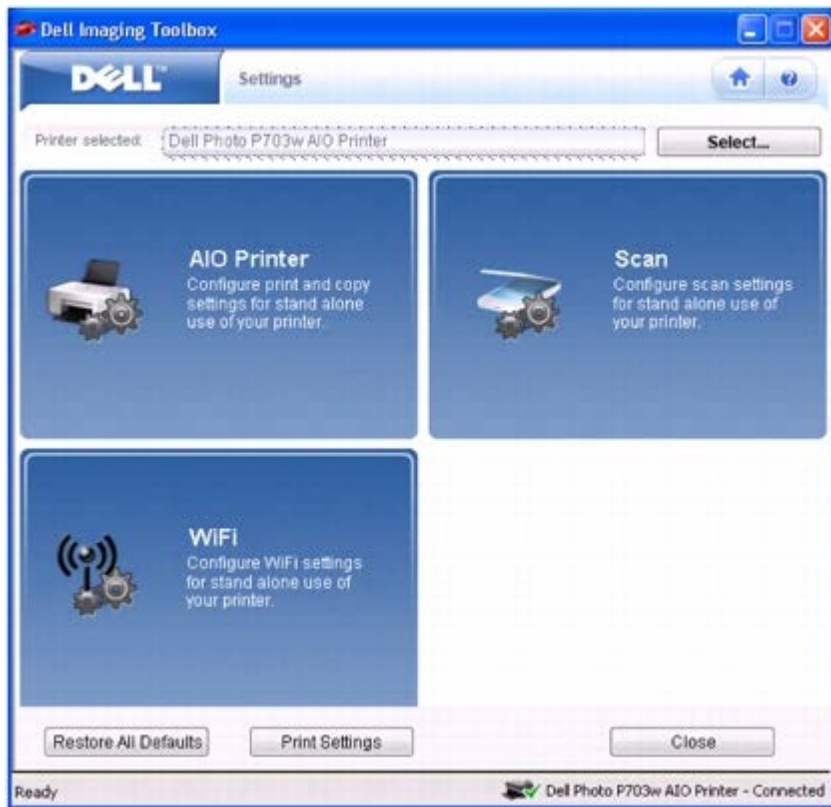 Dell Imaging Toolbox
DELL™
Settings
Printer selected:
Dell Photo P703w AIO Printer
Select...
AIO Printer
Configure print and copy
settings for stand alone
use of your printer.
Scan
Configure scan settings
for stand alone use of
your printer.
WiFi
Configure WiFi settings
for stand alone use of
your printer.
Restore All Defaults
Print Settings
Close
Ready
Dell Photo P703w AIO Printer - Connected